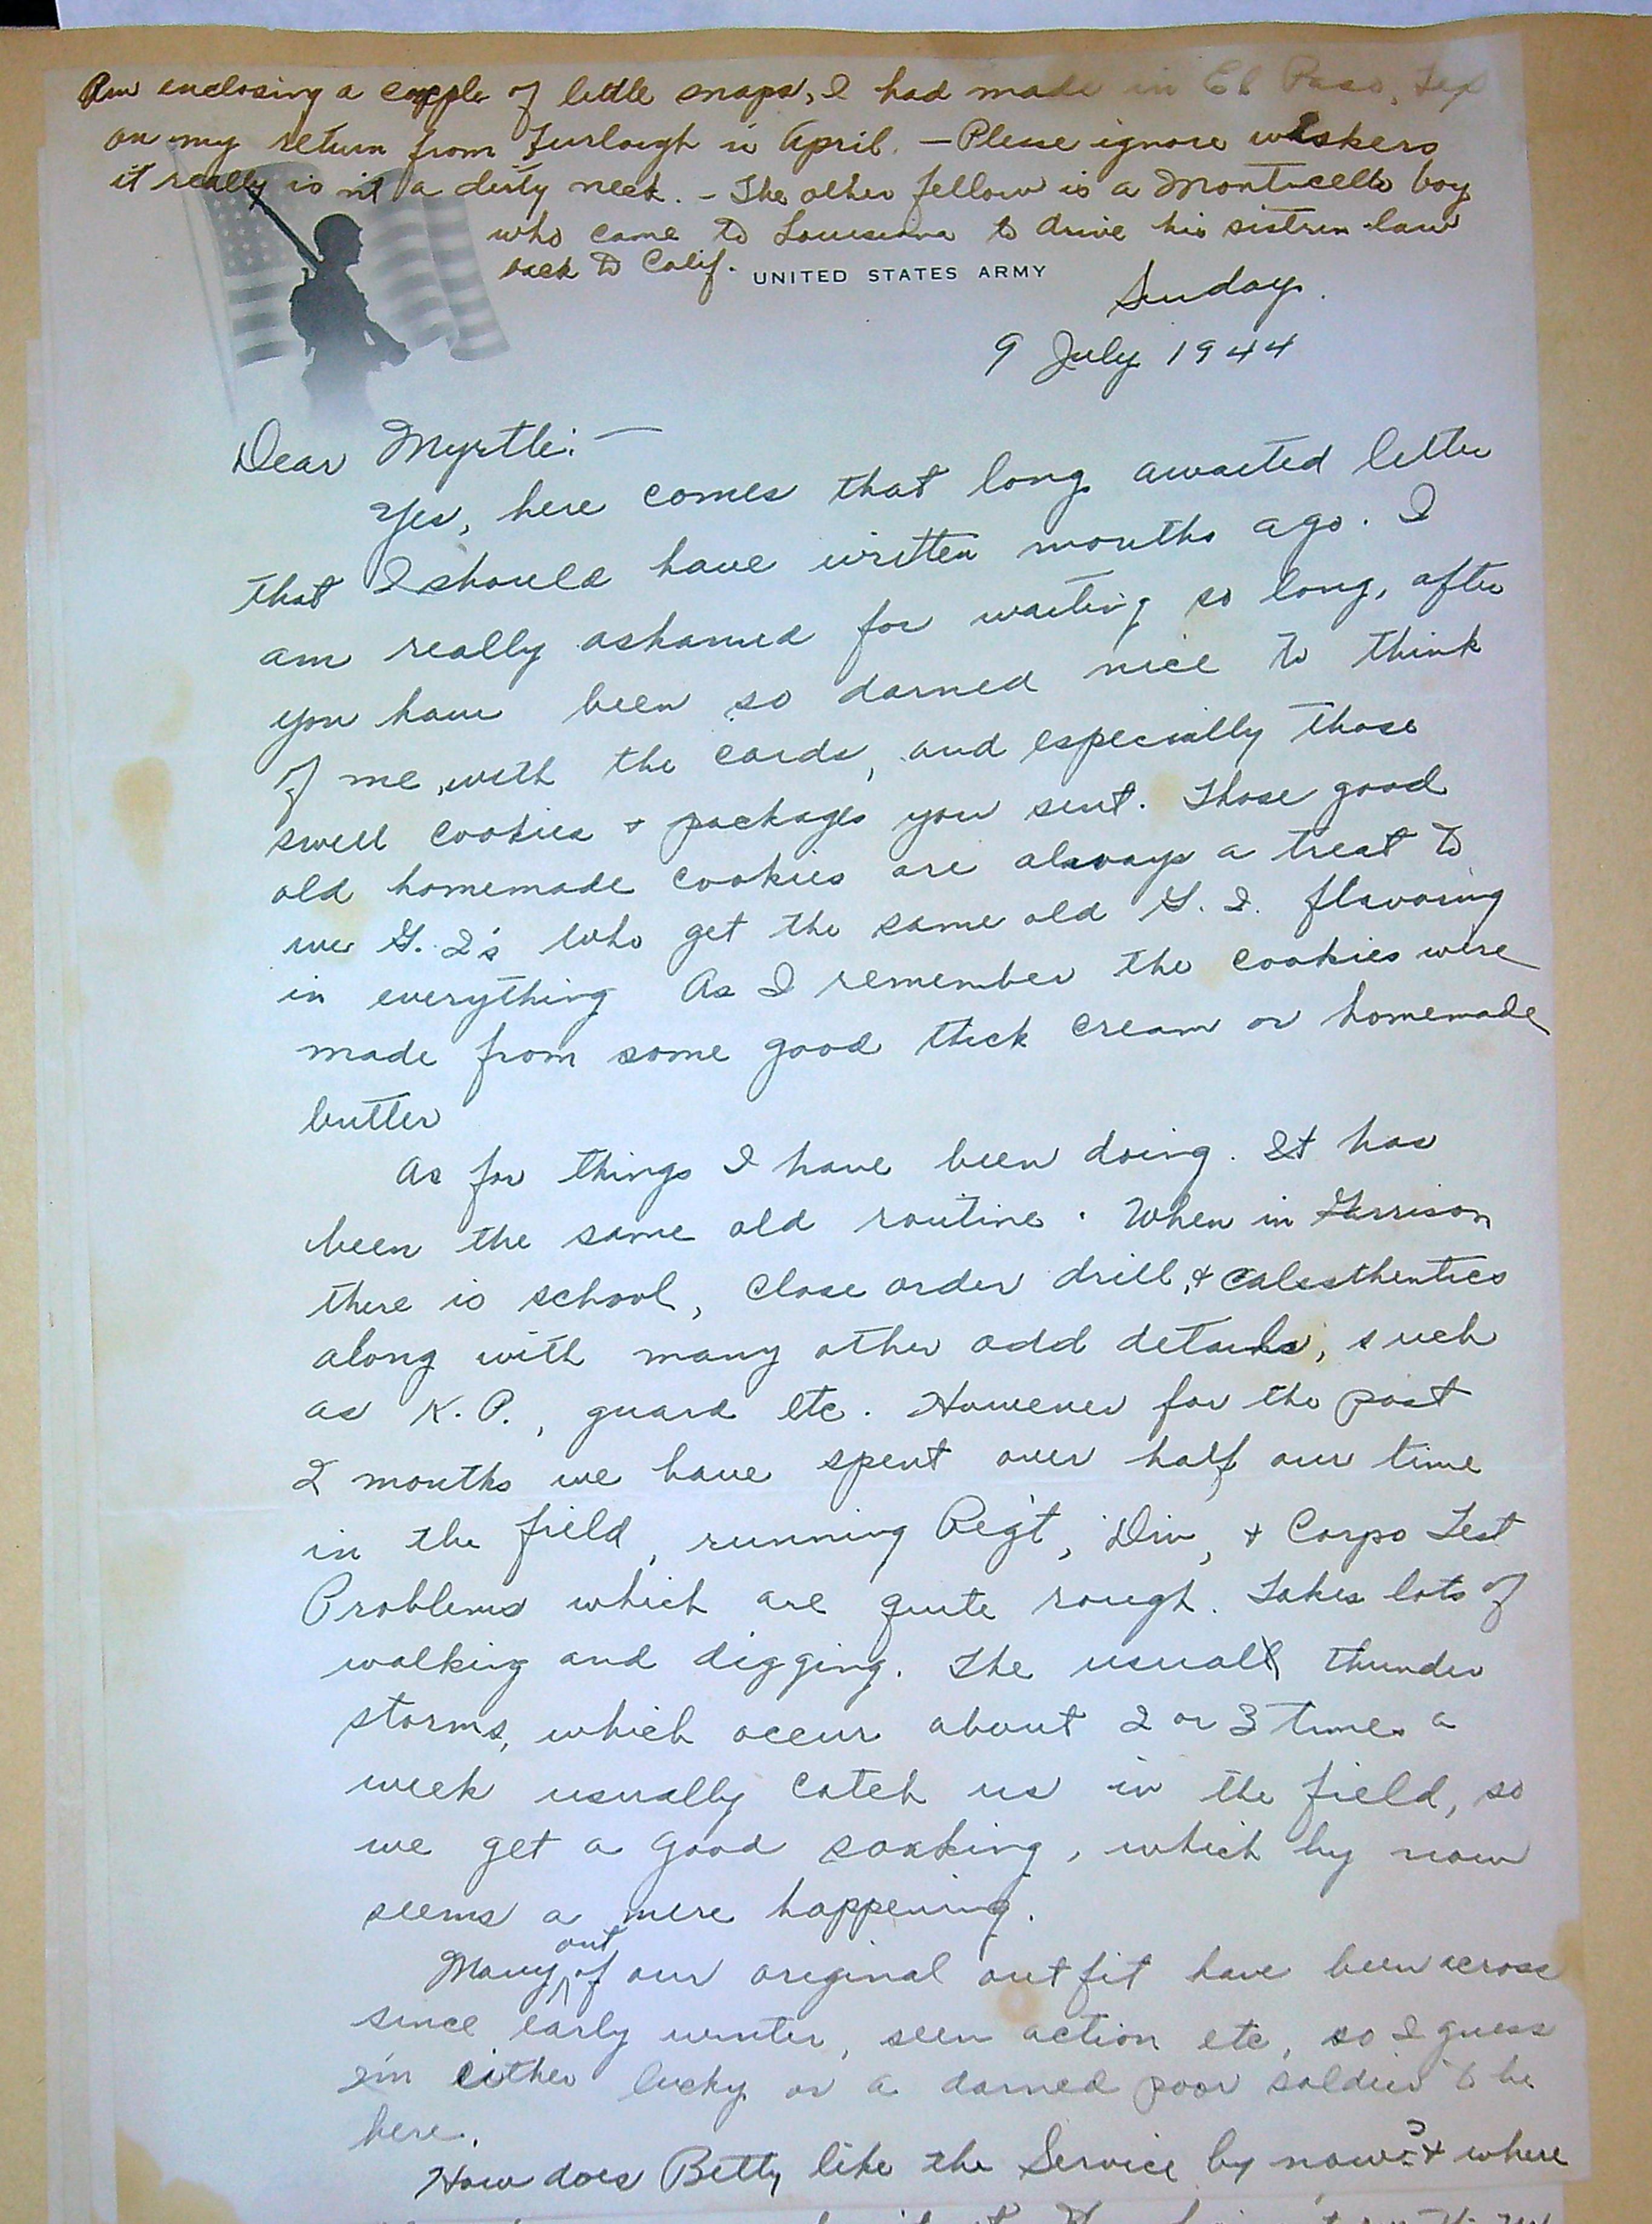 Am enclosing a couple of little snaps, I had made in El Paso, Tex
on my return from Furlough in April. — Please ignore wiskers
it really is n't a dirty neck. - The other fellow is a Monticello boy
who came to Louisiana to drive his sister in law
back to Calif.
UNITED STATES ARMY
Sunday.
9 July 1944
Dear Myrtle: —
Yes, here comes that long awaited letter
that I should have written months ago. I
am really ashamed for waiting so long, after
you have been so darned nice to think
of me, with the cards, and especially those
swell cookies & packages you sent. Those good
old homemade cookies are always a treat to
we G. I's who get the same old G. I. flavoring
in everything As I remember the cookies were
made from some good thick cream or homemade
butter
As for things I have been doing. It has
been the same old routine. When in Garrison
there is school, close order drill, & calesthentics
along with many other odd details, such
as K. P., guard etc. However for the past
2 months we have spent over half our time
in the field, running Reg't, Div, & Corps Test
Problems which are quite rough. Takes lots of
walking and digging. The usual thunder
storms, which occur about 2 or 3 times a
week usually catch us in the field, so
we get a good soaking, which by now
seems a mere happening.
Many out of our original outfit have been across
since early winter, seen action etc, so I guess
I'm either lucky or a darned poor soldier to be
here.
How does Betty like the Service by now? & where